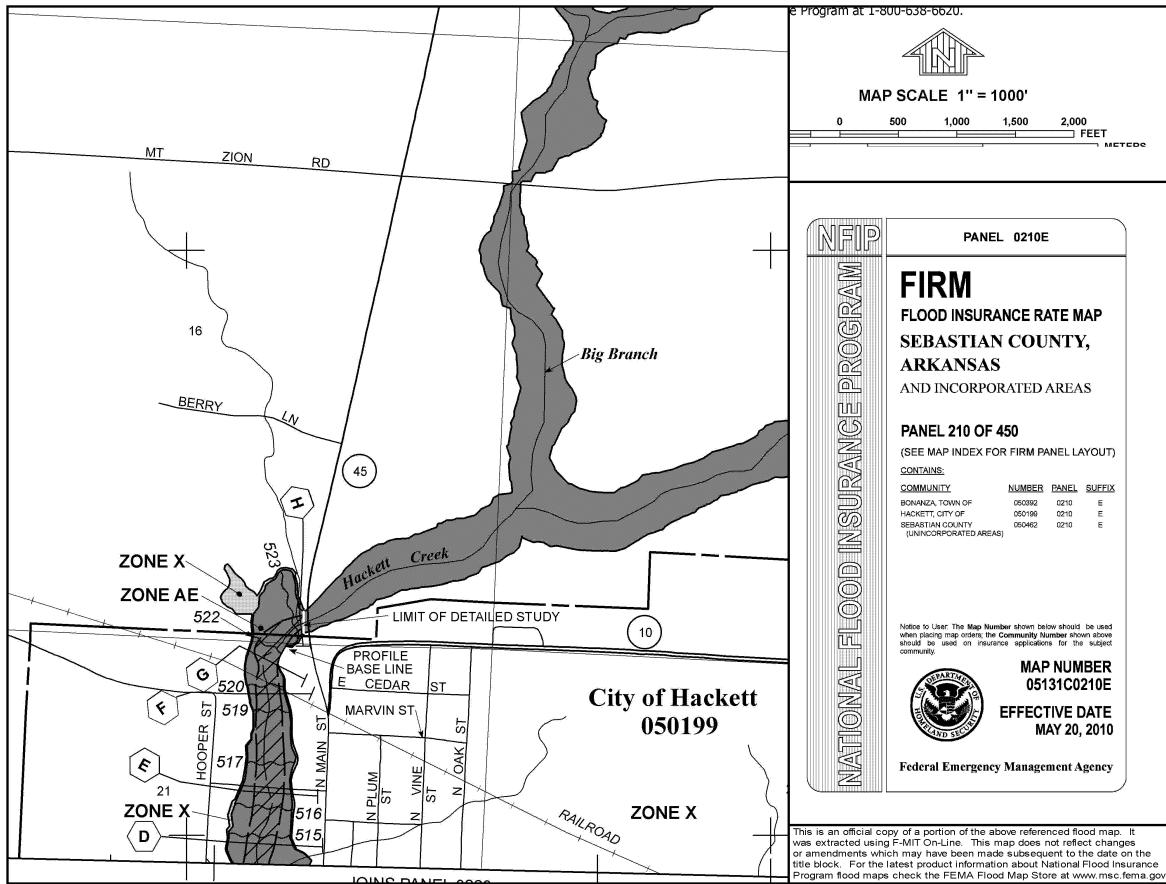 e Program at 1-800-638-6620.
N
MAP SCALE 1" = 1000'
0 500 1,000 1,500 2,000
FEET
METERS
NFIP
NATIONAL FLOOD INSURANCE PROGRAM
PANEL 0210E
FIRM
FLOOD INSURANCE RATE MAP
SEBASTIAN COUNTY,
ARKANSAS
AND INCORPORATED AREAS
PANEL 210 OF 450
(SEE MAP INDEX FOR FIRM PANEL LAYOUT)
CONTAINS:
COMMUNITY NUMBER PANEL SUFFIX
BONANZA, TOWN OF 050392 0210 E
HACKETT, CITY OF 050199 0210 E
SEBASTIAN COUNTY 050462 0210 E
(UNINCORPORATED AREAS)
Notice to User: The Map Number shown below should be used
when placing map orders; the Community Number shown above
should be used on insurance applications for the subject
community.
U.S. DEPARTMENT OF
HOMELAND SECURITY
MAP NUMBER
05131C0210E
EFFECTIVE DATE
MAY 20, 2010
Federal Emergency Management Agency
This is an official copy of a portion of the above referenced flood map. It
was extracted using F-MIT On-Line. This map does not reflect changes
or amendments which may have been made subsequent to the date on the
title block. For the latest product information about National Flood Insurance
Program flood maps check the FEMA Flood Map Store at www.msc.fema.gov
MT ZION RD
16
Big Branch
BERRY LN
45
H
523
Hackett Creek
ZONE X
ZONE AE
522
LIMIT OF DETAILED STUDY
10
PROFILE
BASE LINE
G
520
E CEDAR ST
F
519
MARVIN ST
City of Hackett
050199
HOOPER ST
N MAIN ST
N PLUM ST
N VINE ST
N OAK ST
517
E
21
ZONE X
516
D
515
RAILROAD
ZONE X
JOINS PANEL